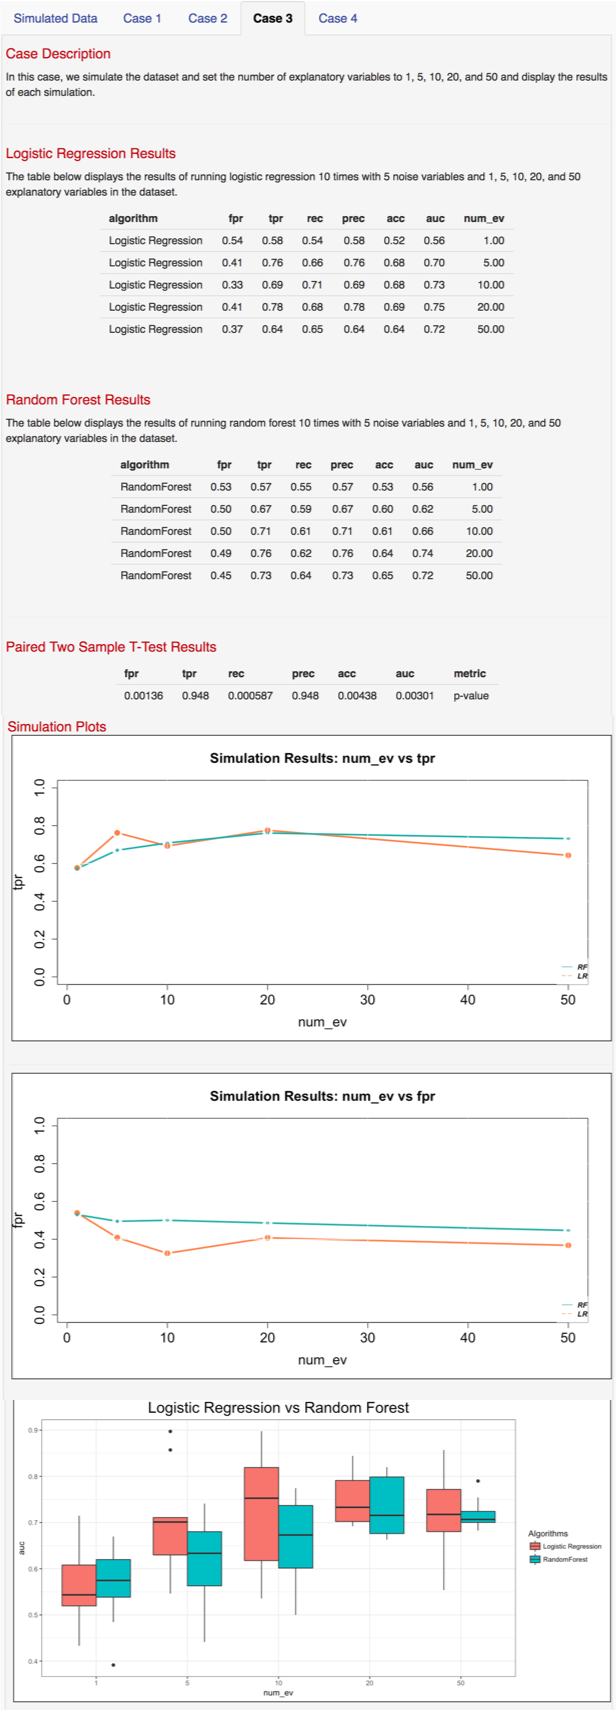 Simulated Data Case 1 Case 2 Case 3 Case 4
Case Description
In this case, we simulate the dataset and set the number of explanatory variables to 1, 5, 10, 20, and 50 and display the results
of each simulation.
Logistic Regression Results
The table below displays the results of running logistic regression 10 times with 5 noise variables and 1, 5, 10, 20, and 50
explanatory variables in the dataset.
algorithm fpr tpr rec prec acc auc num_ev
Logistic Regression 0.54 0.58 0.54 0.58 0.52 0.56 1.00
Logistic Regression 0.41 0.76 0.66 0.76 0.68 0.70 5.00
Logistic Regression 0.33 0.69 0.71 0.69 0.68 0.73 10.00
Logistic Regression 0.41 0.78 0.68 0.78 0.69 0.75 20.00
Logistic Regression 0.37 0.64 0.65 0.64 0.64 0.72 50.00
Random Forest Results
The table below displays the results of running random forest 10 times with 5 noise variables and 1, 5, 10, 20, and 50
explanatory variables in the dataset.
algorithm fpr tpr rec prec acc auc num_ev
RandomForest 0.53 0.57 0.55 0.57 0.53 0.56 1.00
RandomForest 0.50 0.67 0.59 0.67 0.60 0.62 5.00
RandomForest 0.50 0.71 0.61 0.71 0.61 0.66 10.00
RandomForest 0.49 0.76 0.62 0.76 0.64 0.74 20.00
RandomForest 0.45 0.73 0.64 0.73 0.65 0.72 50.00
Paired Two Sample T-Test Results
fpr tpr rec prec acc auc metric
0.00136 0.948 0.000587 0.948 0.00438 0.00301 p-value
Simulation Plots
Simulation Results: num_ev vs tpr
1.0
0.8
0.6
0.4
0.2
0.0
tpr
RF
LR
0 10 20 30 40 50
num_ev
Simulation Results: num_ev vs fpr
1.0
0.8
0.6
0.4
0.2
0.0
fpr
RF
LR
0 10 20 30 40 50
num_ev
Logistic Regression vs Random Forest
0.9
0.8
0.7
0.6
0.5
0.4
auc
Algorithms
Logistic Regression
RandomForest
1 5 10 20 50
num_ev